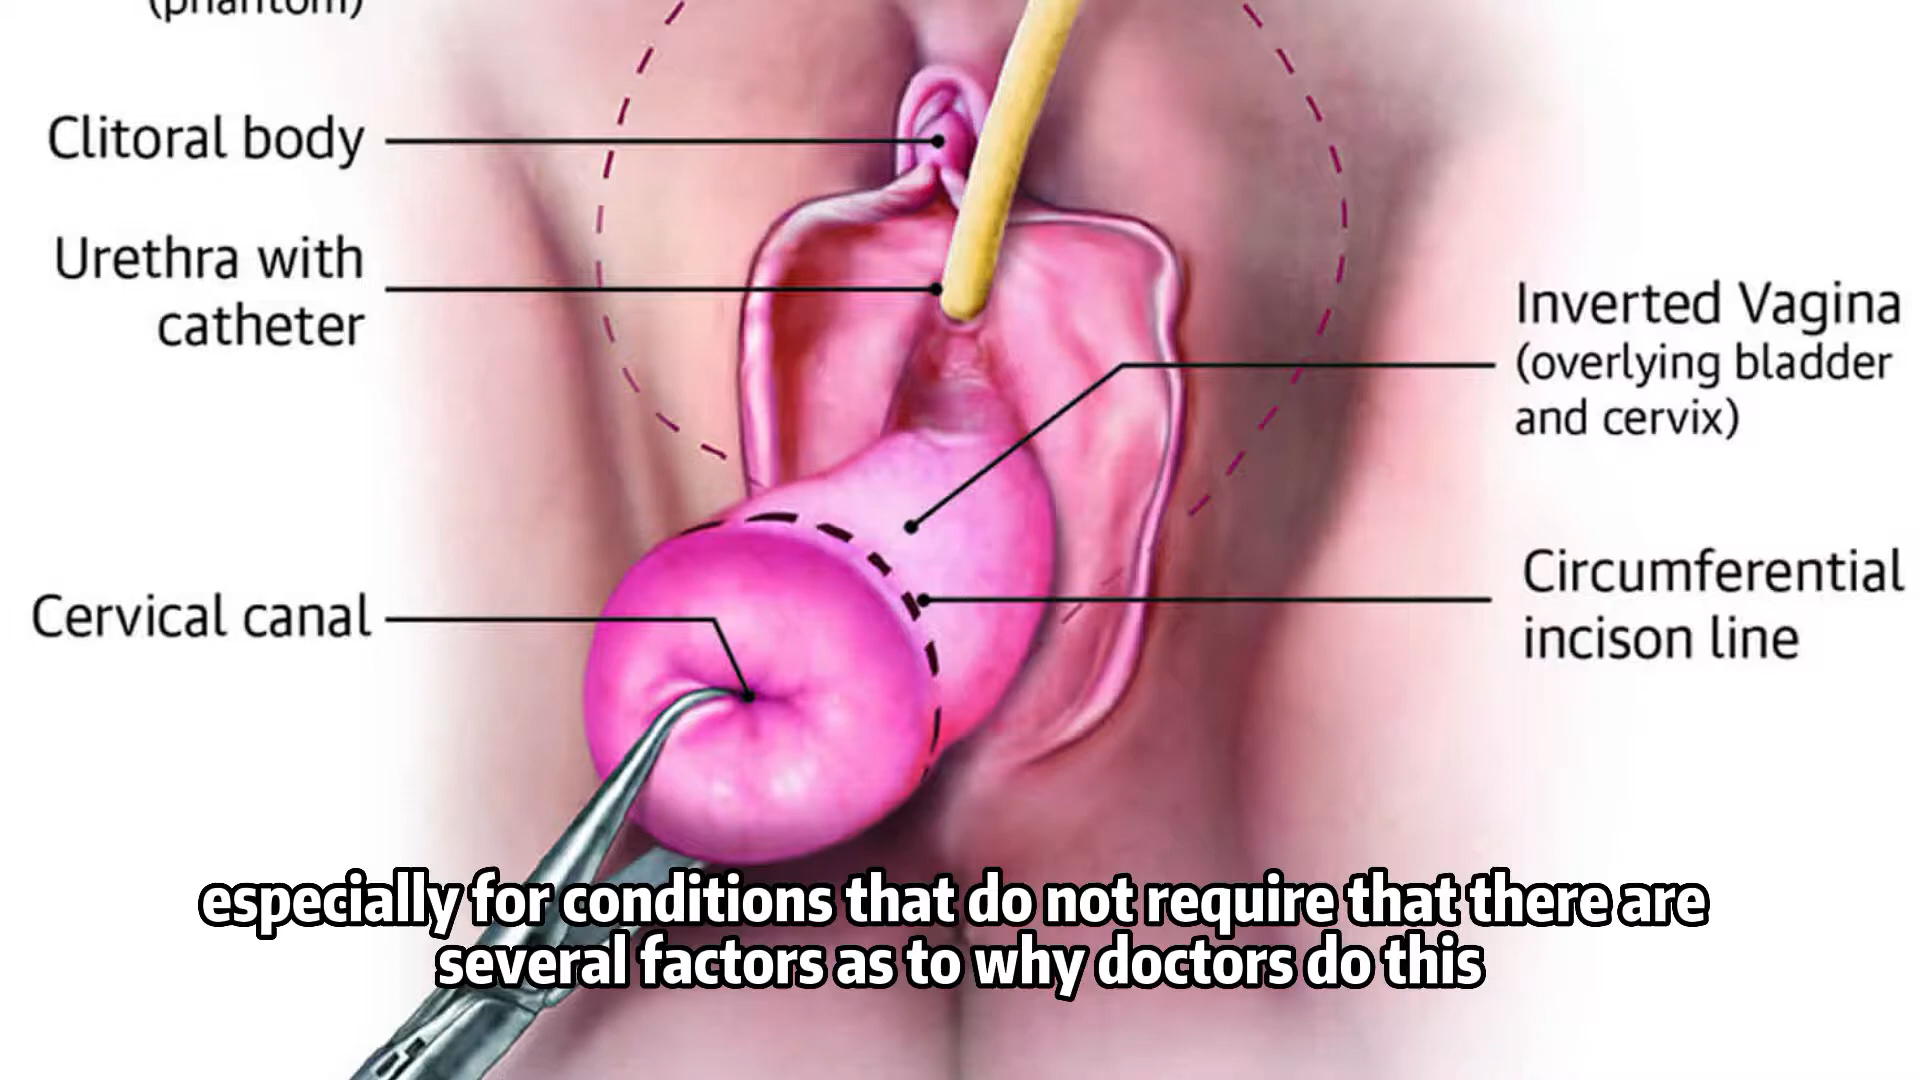 (phantom)
Clitoral body
Urethra with
catheter
Inverted Vagina
(overlying bladder
and cervix)
Circumferential
incison line
Cervical canal
especially for conditions that do not require that there are
several factors as to why doctors do this